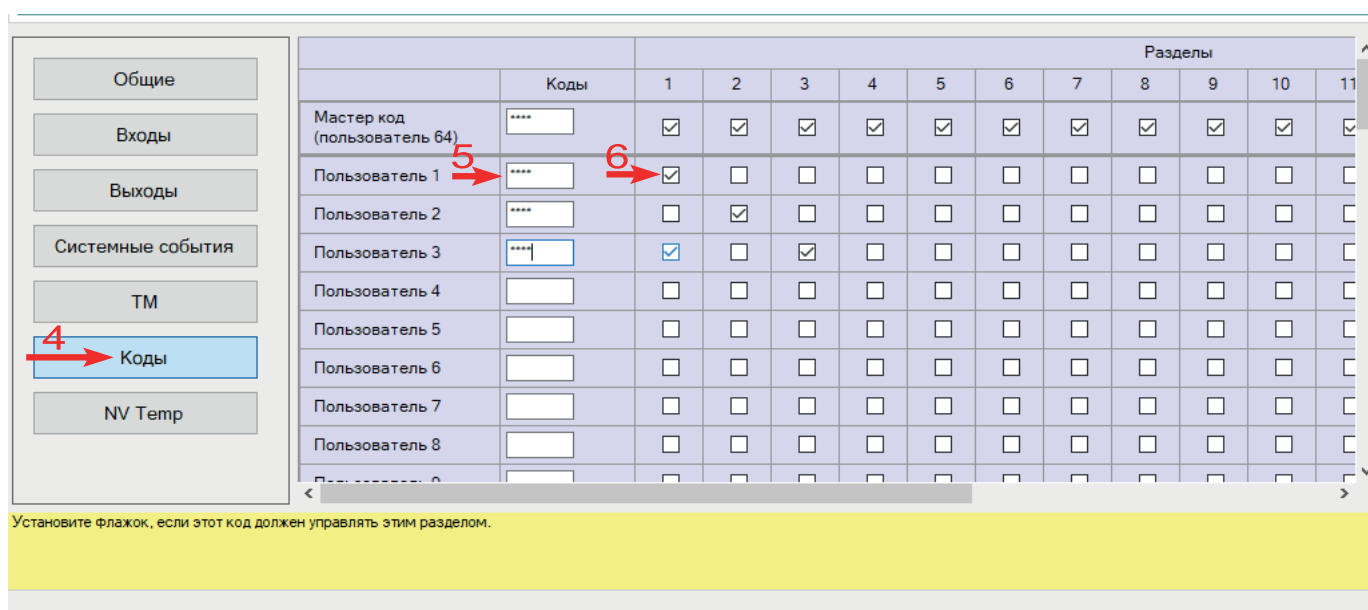 Разделы
Коды 1 2 3 4 5 6 7 8 9 10 11
Общие
Входы
Выходы
Системные события
ТМ
Коды
NV Temp
Мастер код
(пользователь 64)
****
Пользователь 1
****
Пользователь 2
****
Пользователь 3
****
Пользователь 4
Пользователь 5
Пользователь 6
Пользователь 7
Пользователь 8
4
5
6
Установите флажок, если этот код должен управлять этим разделом.